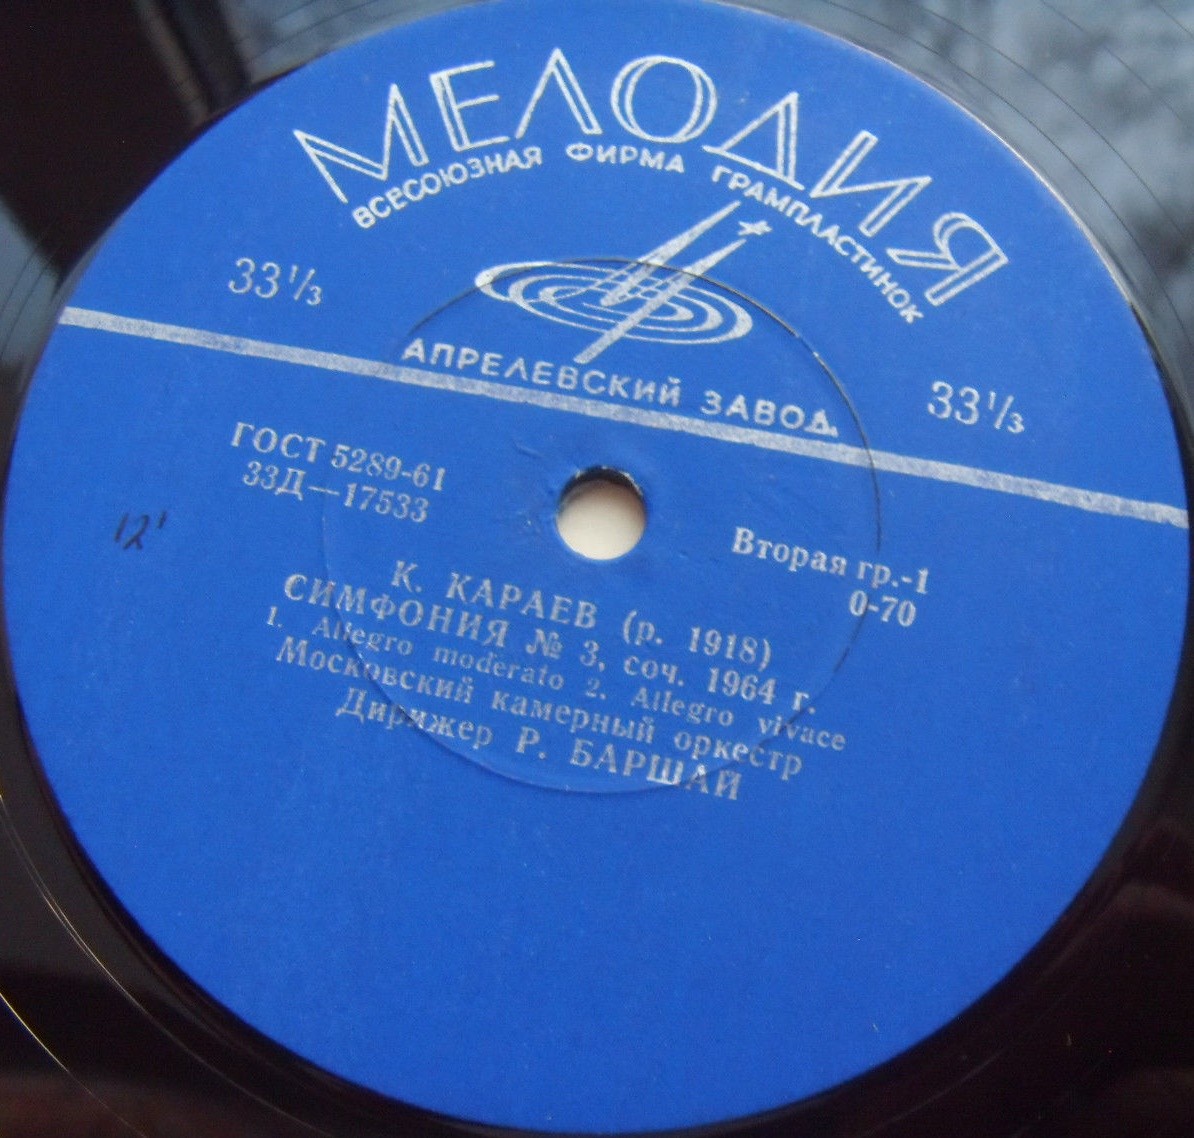 МЕЛОДИЯ
ВСЕСОЮЗНАЯ ФИРМА ГРАМПЛАСТИНОК
33⅓
АПРЕЛЕВСКИЙ ЗАВОД
33⅓
ГОСТ 5289-61
33Д—17533
12'
Вторая гр.-1
0-70
К. КАРАЕВ (р. 1918)
СИМФОНИЯ № 3, соч. 1964 г.
1. Allegro moderato 2. Allegro vivace
Московский камерный оркестр
Дирижер Р. БАРШАЙ